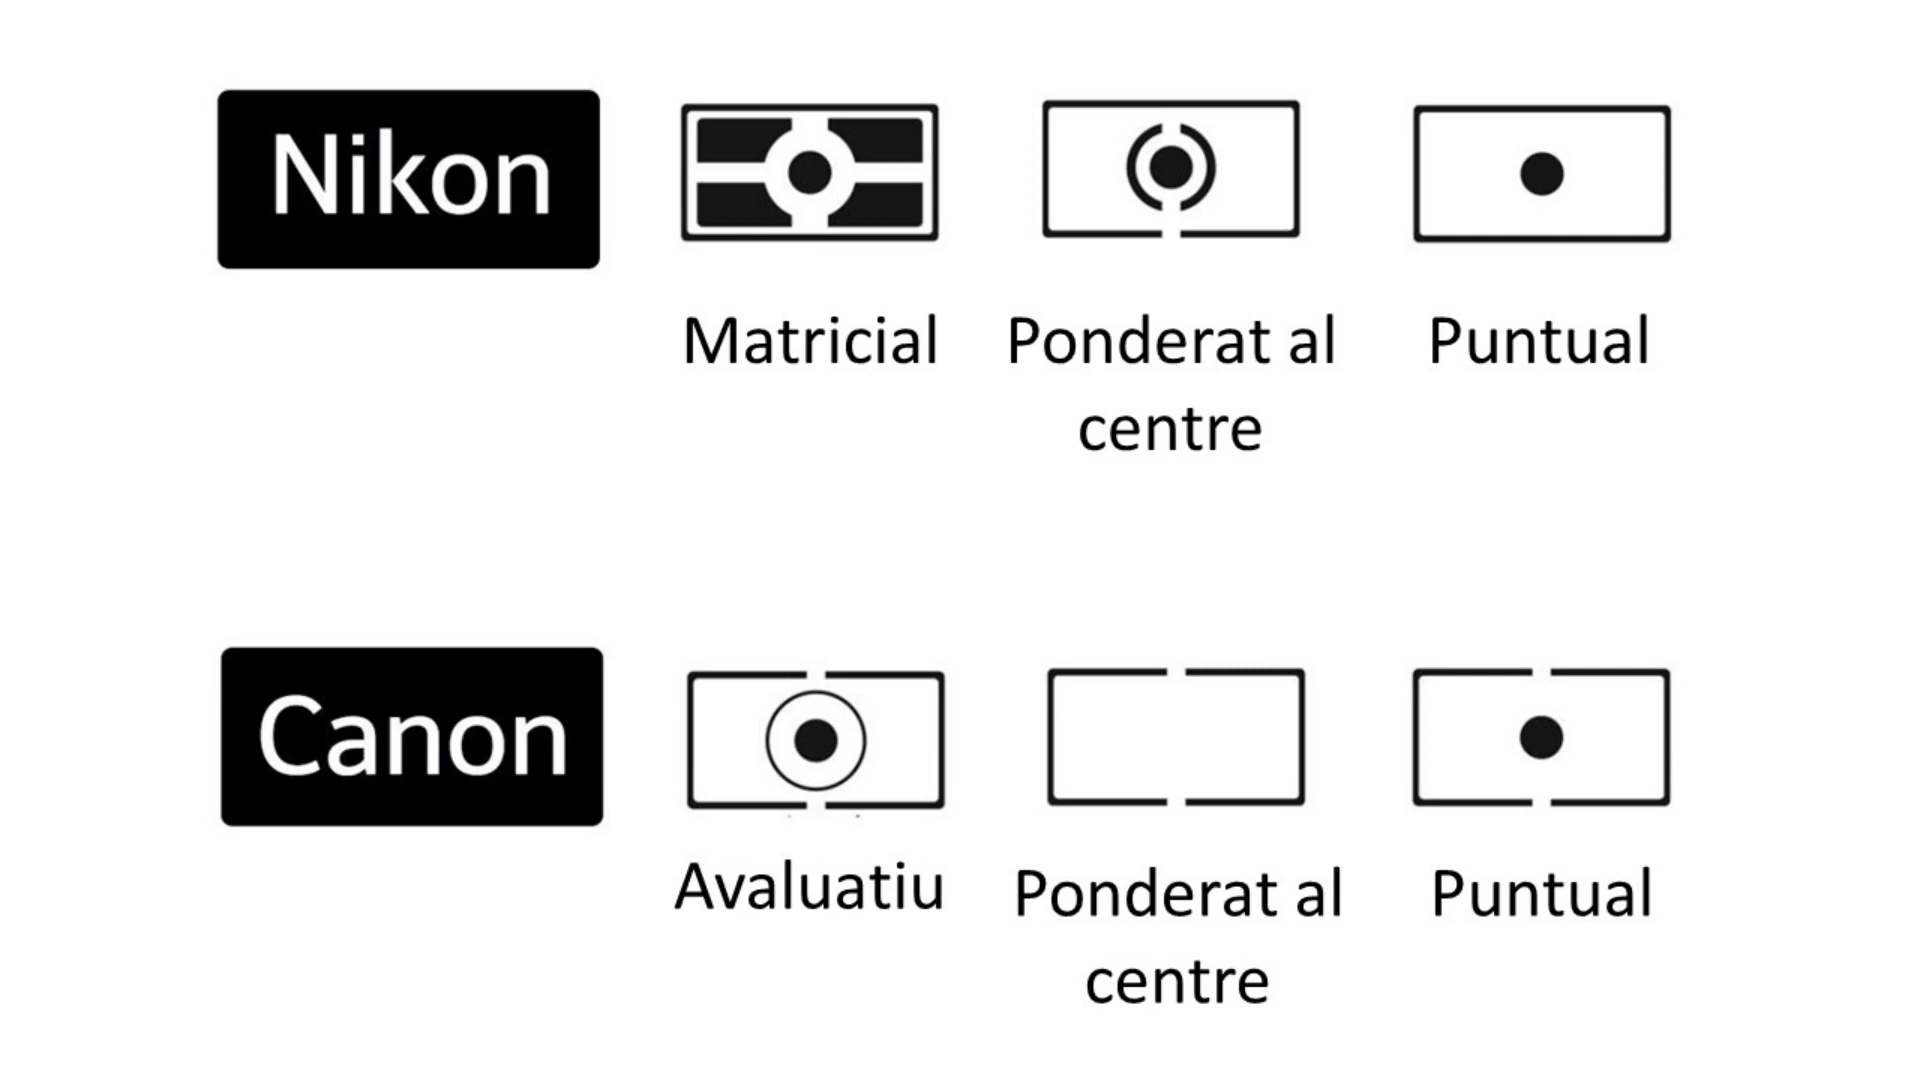 Nikon
Matricial
Ponderat al
centre
Puntual
Canon
Avaluatiu
Ponderat al
centre
Puntual